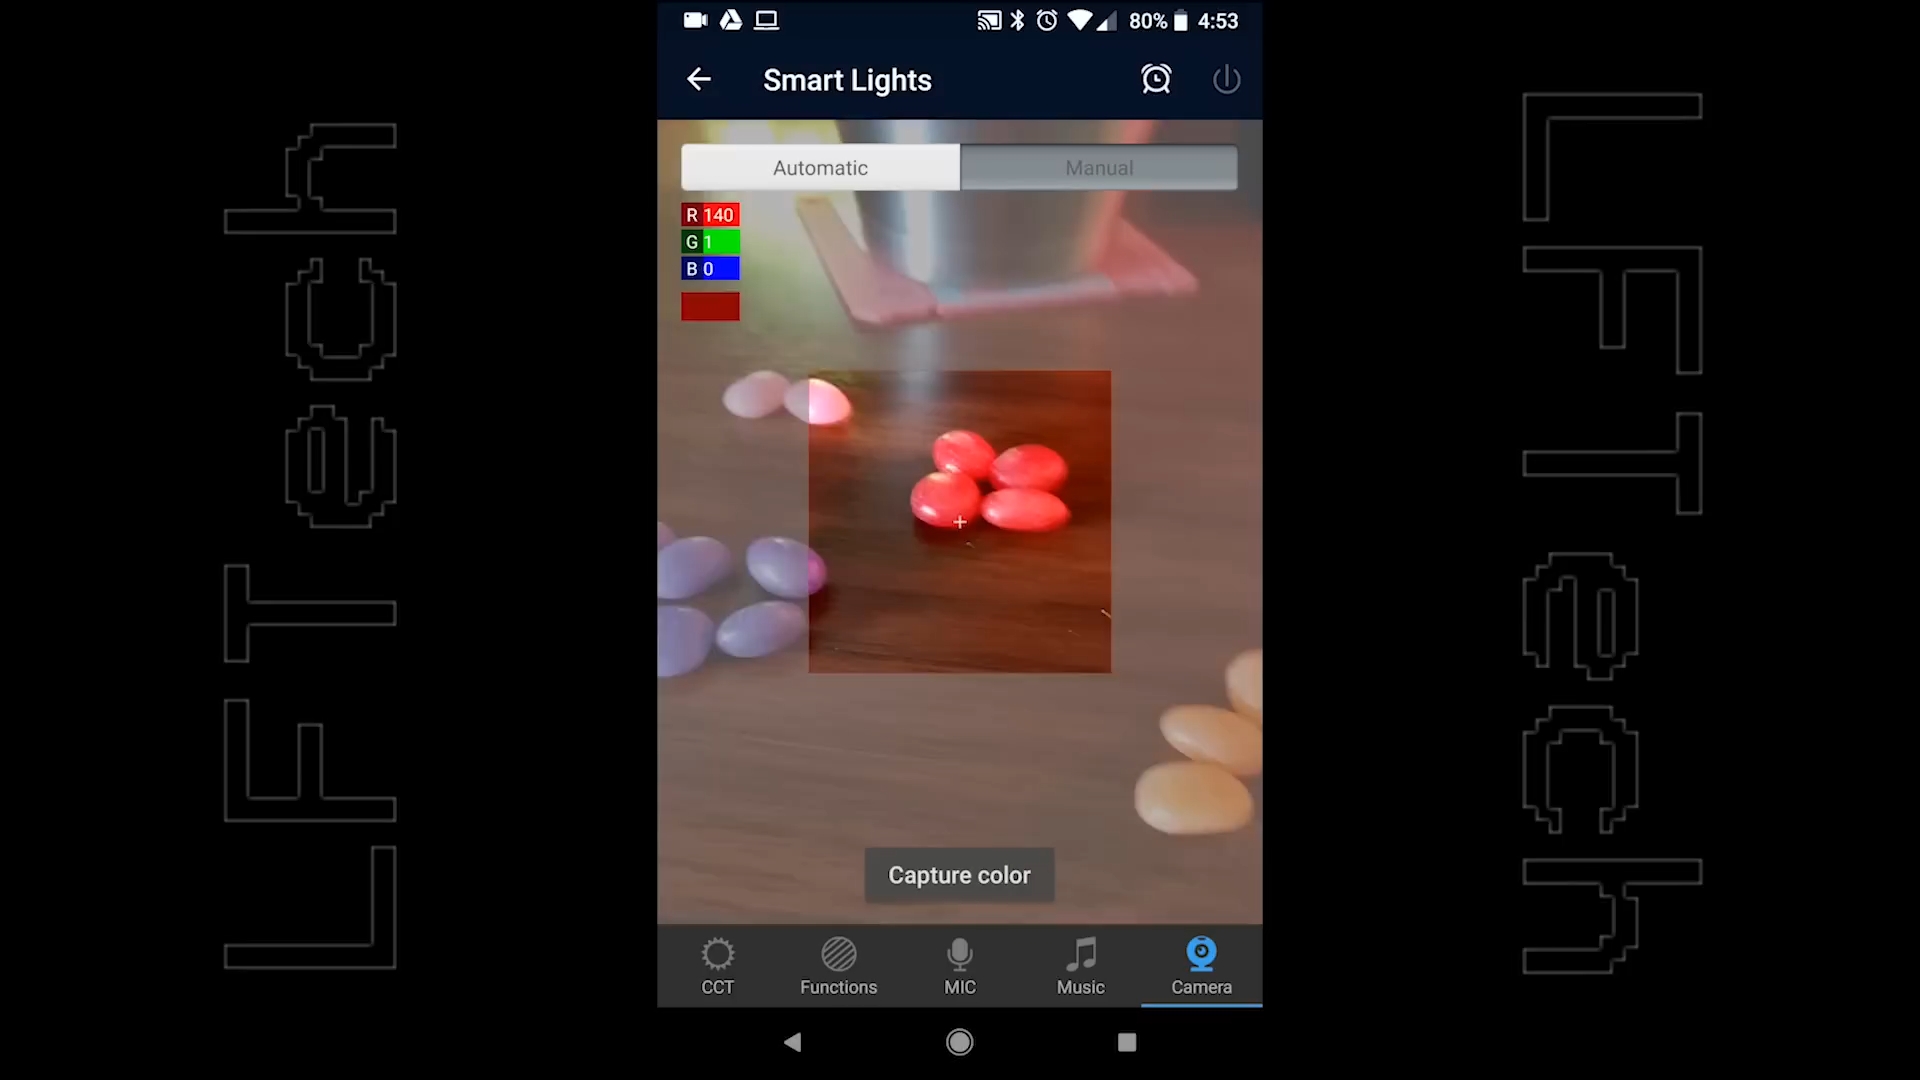 LFTech
80% 4:53
Smart Lights
Automatic Manual
R 140
G 1
B 0
Capture color
CCT Functions MIC Music Camera
LFTech